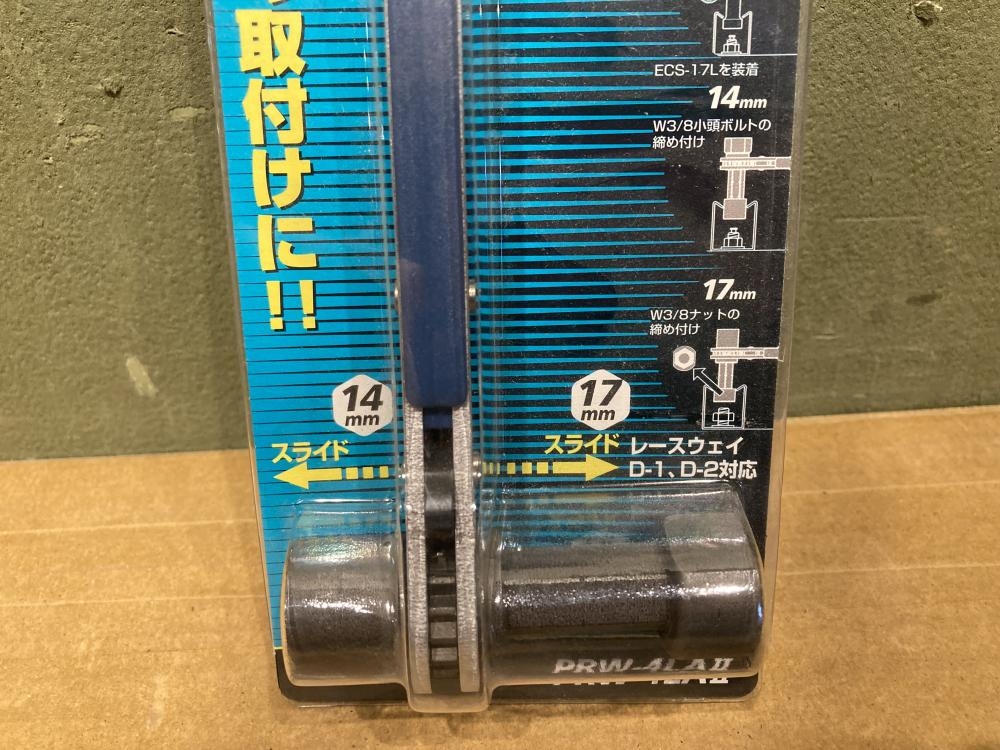 取付けに!!
ECS-17Lを装着
14mm
W3/8小頭ボルトの
締め付け
17mm
W3/8ナットの
締め付け
14
mm
17
mm
スライド
スライド
レースウェイ
D-1、D-2対応
PRW-4LAⅡ